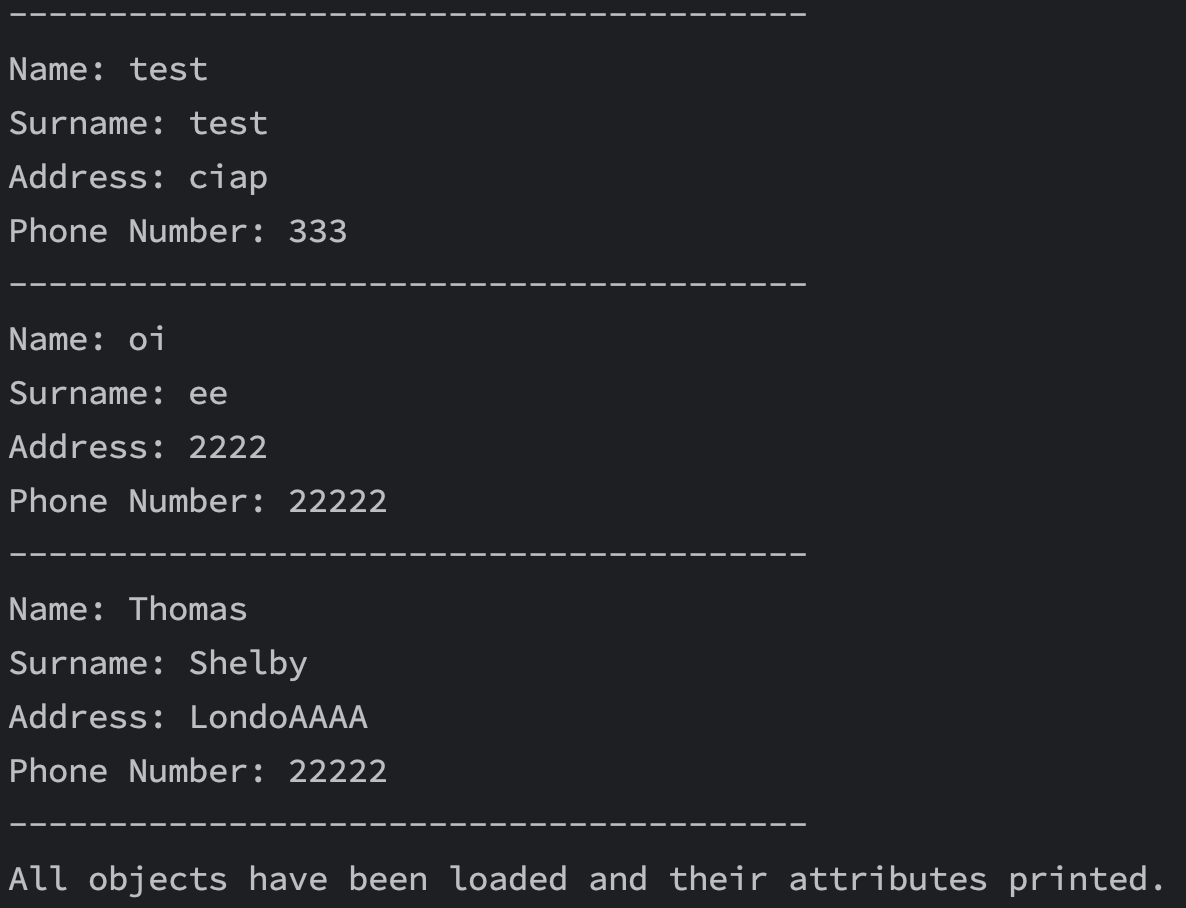 ----------------------------------------
Name: test
Surname: test
Address: ciap
Phone Number: 333
----------------------------------------
Name: oi
Surname: ee
Address: 2222
Phone Number: 22222
----------------------------------------
Name: Thomas
Surname: Shelby
Address: LondoAAAA
Phone Number: 22222
----------------------------------------
All objects have been loaded and their attributes printed.